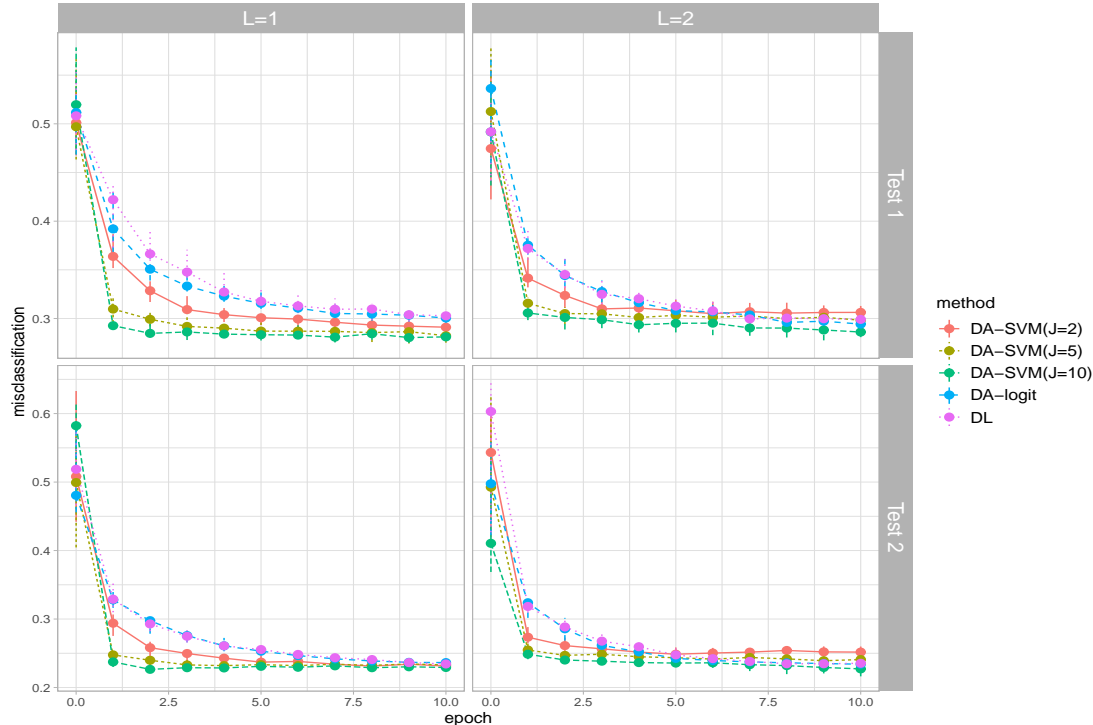 L=1 L=2
0.5
0.4
0.3
Test 1
misclassification
0.6
0.5
0.4
0.3
0.2
Test 2
0.0 2.5 5.0 7.5 10.0 0.0 2.5 5.0 7.5 10.0
epoch
method
DA−SVM(J=2)
DA−SVM(J=5)
DA−SVM(J=10)
DA−logit
DL